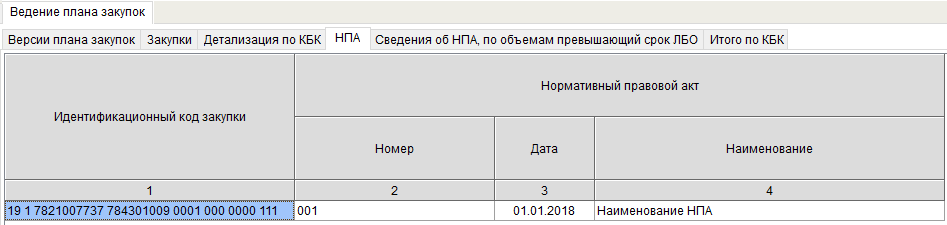 Ведение плана закупок
Версии плана закупок Закупки Детализация по КБК НПА Сведения об НПА, по объемам превышающий срок ЛБО Итого по КБК
Идентификационный код закупки
Нормативный правовой акт
Номер Дата Наименование
1 2 3 4
19 1 7821007737 784301009 0001 000 0000 111 001 01.01.2018 Наименование НПА